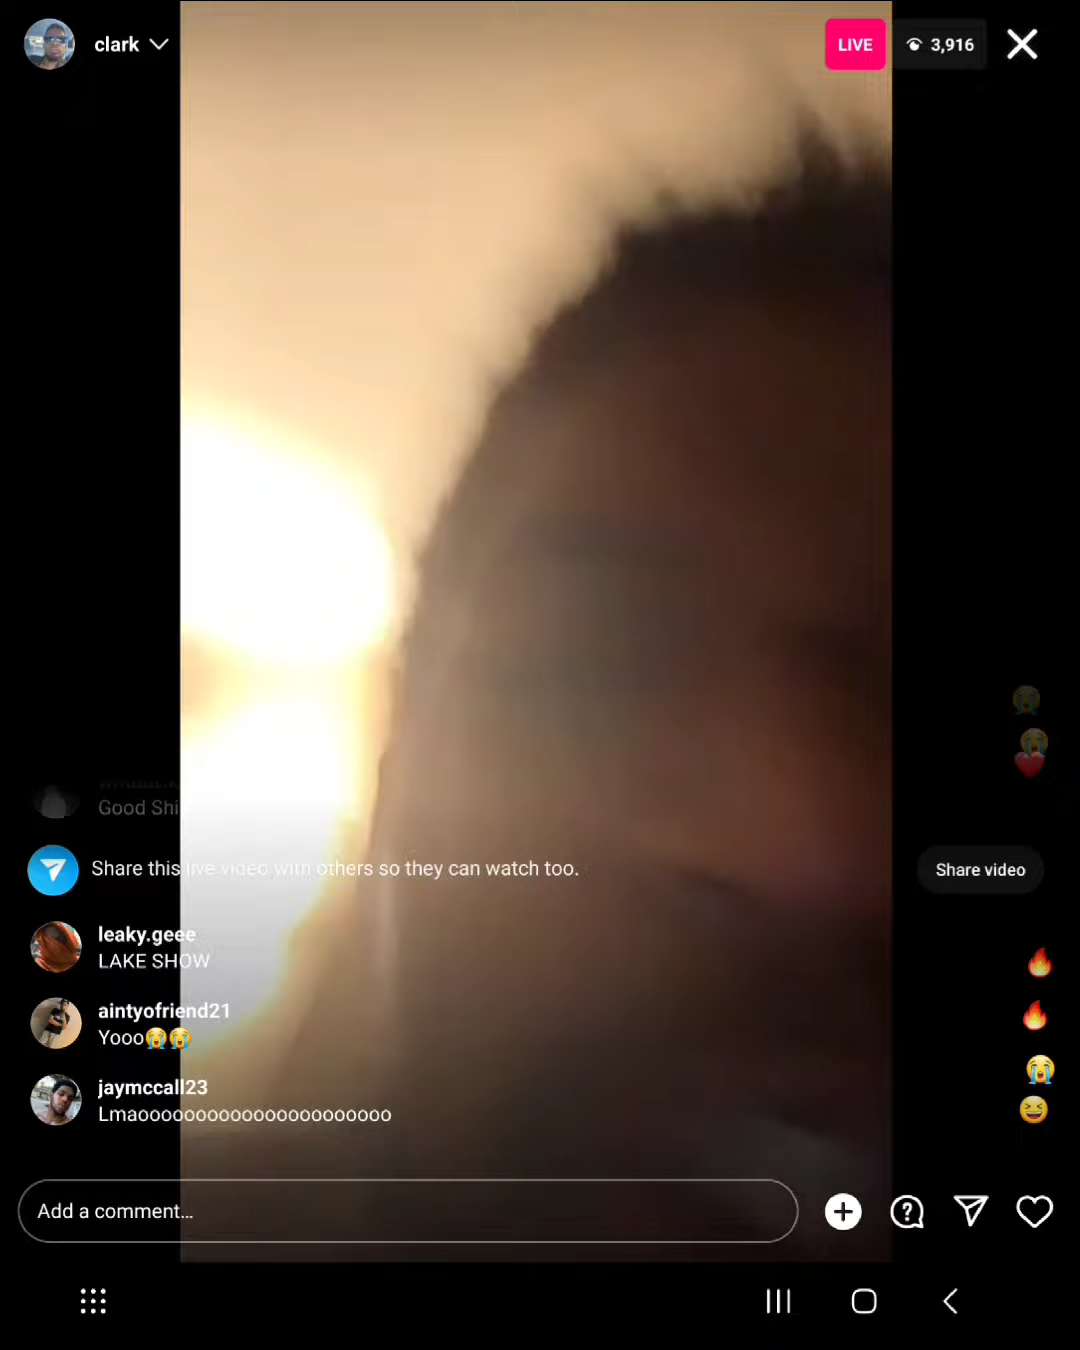 clark
LIVE
3,916
Good Shi
Share this live video with others so they can watch too.
Share video
leaky.geee
LAKE SHOW
aintyofriend21
Yooo😭😭
jaymccall23
Lmaoooooooooooooooooooooo
Add a comment...